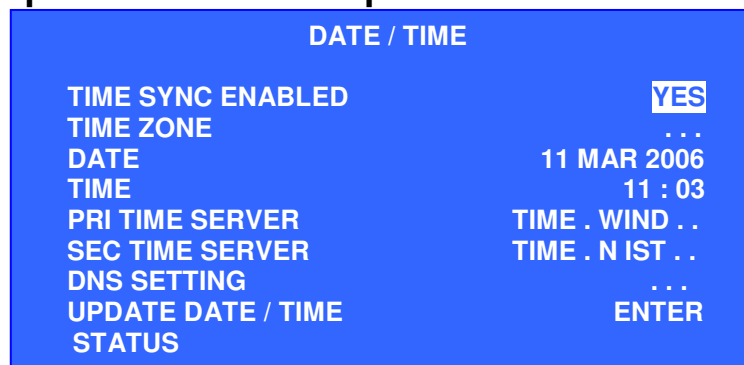 DATE / TIME
TIME SYNC ENABLED YES
TIME ZONE . . .
DATE 11 MAR 2006
TIME 11 : 03
PRI TIME SERVER TIME . WIND . .
SEC TIME SERVER TIME . N IST . .
DNS SETTING . . .
UPDATE DATE / TIME ENTER
STATUS